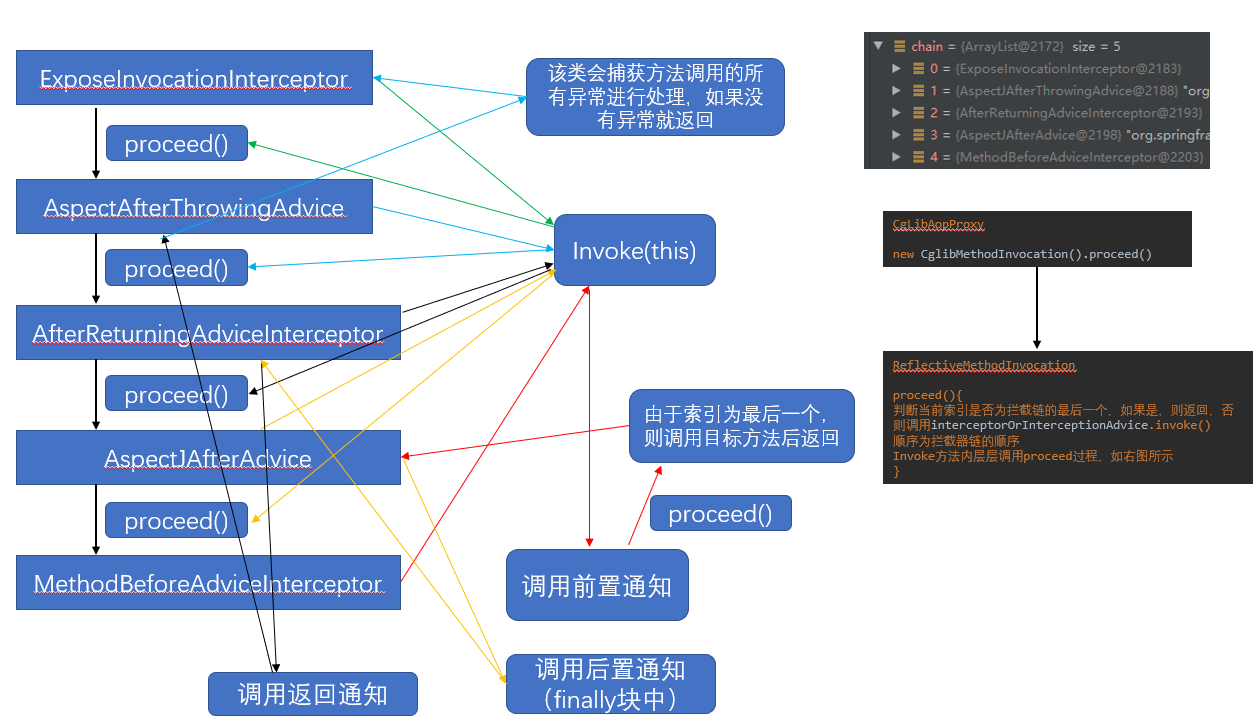 ExposeInvocationInterceptor
proceed()
AspectAfterThrowingAdvice
proceed()
AfterReturningAdviceInterceptor
proceed()
AspectJAfterAdvice
proceed()
MethodBeforeAdviceInterceptor
调用返回通知
该类会捕获方法调用的所
有异常进行处理，如果没
有异常就返回
Invoke(this)
由于索引为最后一个，
则调用目标方法后返回
proceed()
调用前置通知
调用后置通知
（finally块中）
chain = {ArrayList@2172} size = 5
0 = {ExposeInvocationInterceptor@2183}
1 = {AspectJAfterThrowingAdvice@2188} "org
2 = {AfterReturningAdviceInterceptor@2193}
3 = {AspectJAfterAdvice@2198} "org.springfra
4 = {MethodBeforeAdviceInterceptor@2203}
CgLibAopProxy
new CglibMethodInvocation().proceed()
ReflectiveMethodInvocation
proceed(){
判断当前索引是否为拦截链的最后一个，如果是，则返回，否
则调用interceptorOrInterceptionAdvice.invoke()
顺序为拦截器链的顺序
Invoke方法内层层调用proceed过程，如右图所示
}